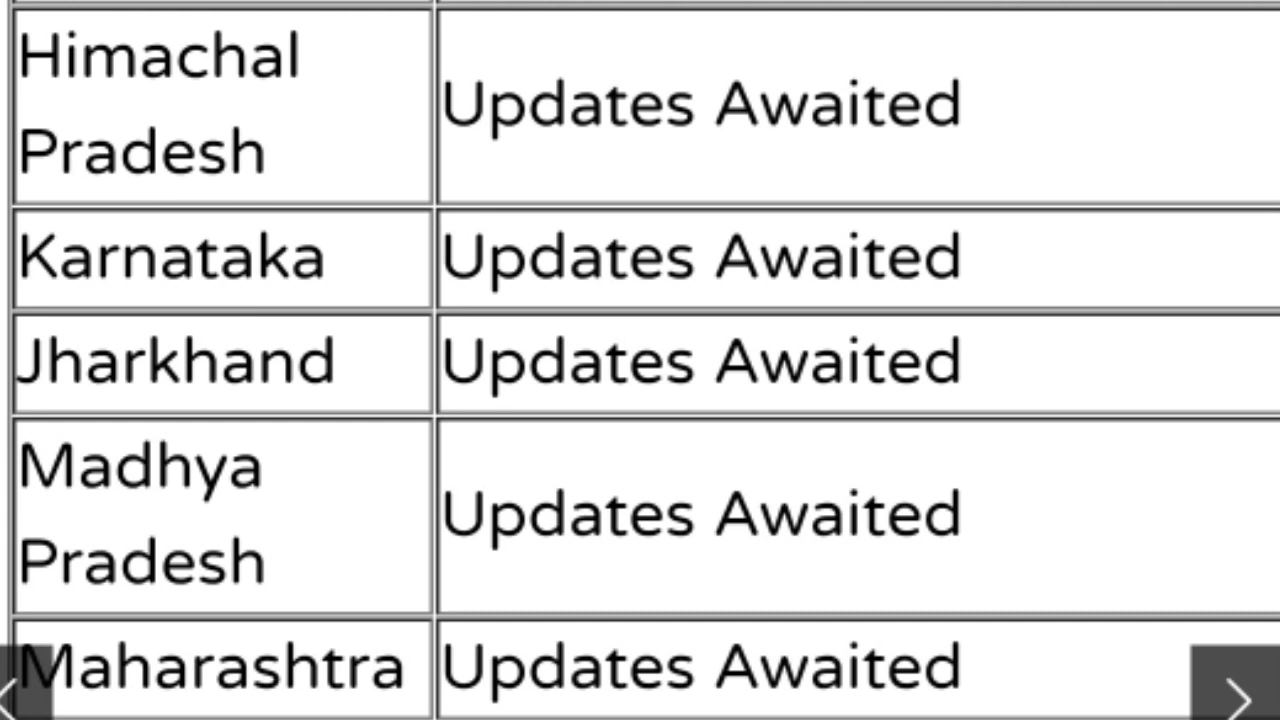 Himachal
Pradesh
Updates Awaited
Karnataka
Updates Awaited
Jharkhand
Updates Awaited
Madhya
Pradesh
Updates Awaited
Maharashtra
Updates Awaited